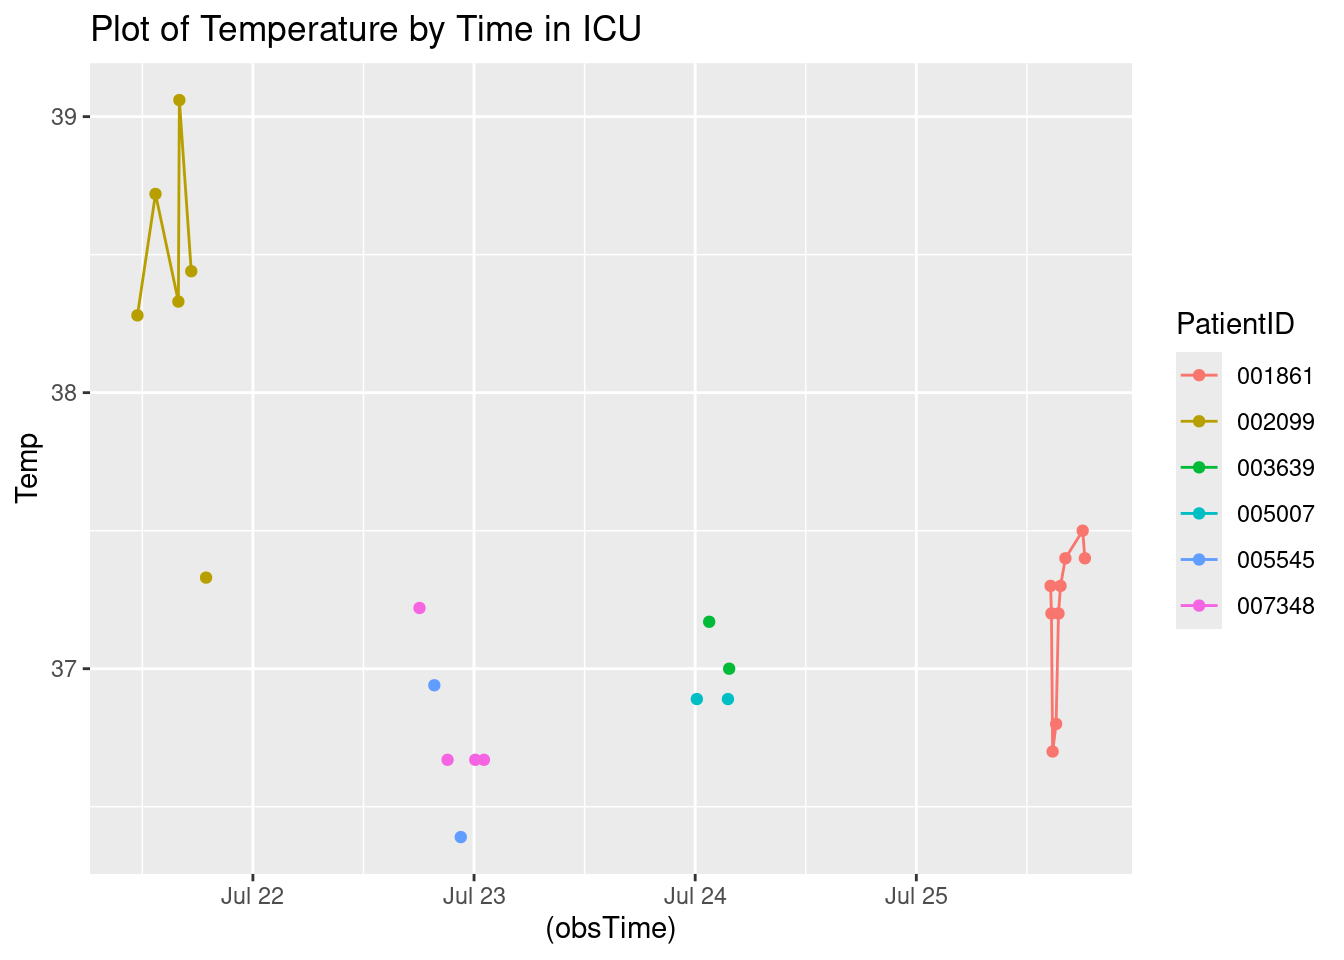 Plot of Temperature by Time in ICU
39
38
37
Temp
Jul 22
Jul 23
Jul 24
Jul 25
(obsTime)
PatientID
001861
002099
003639
005007
005545
007348